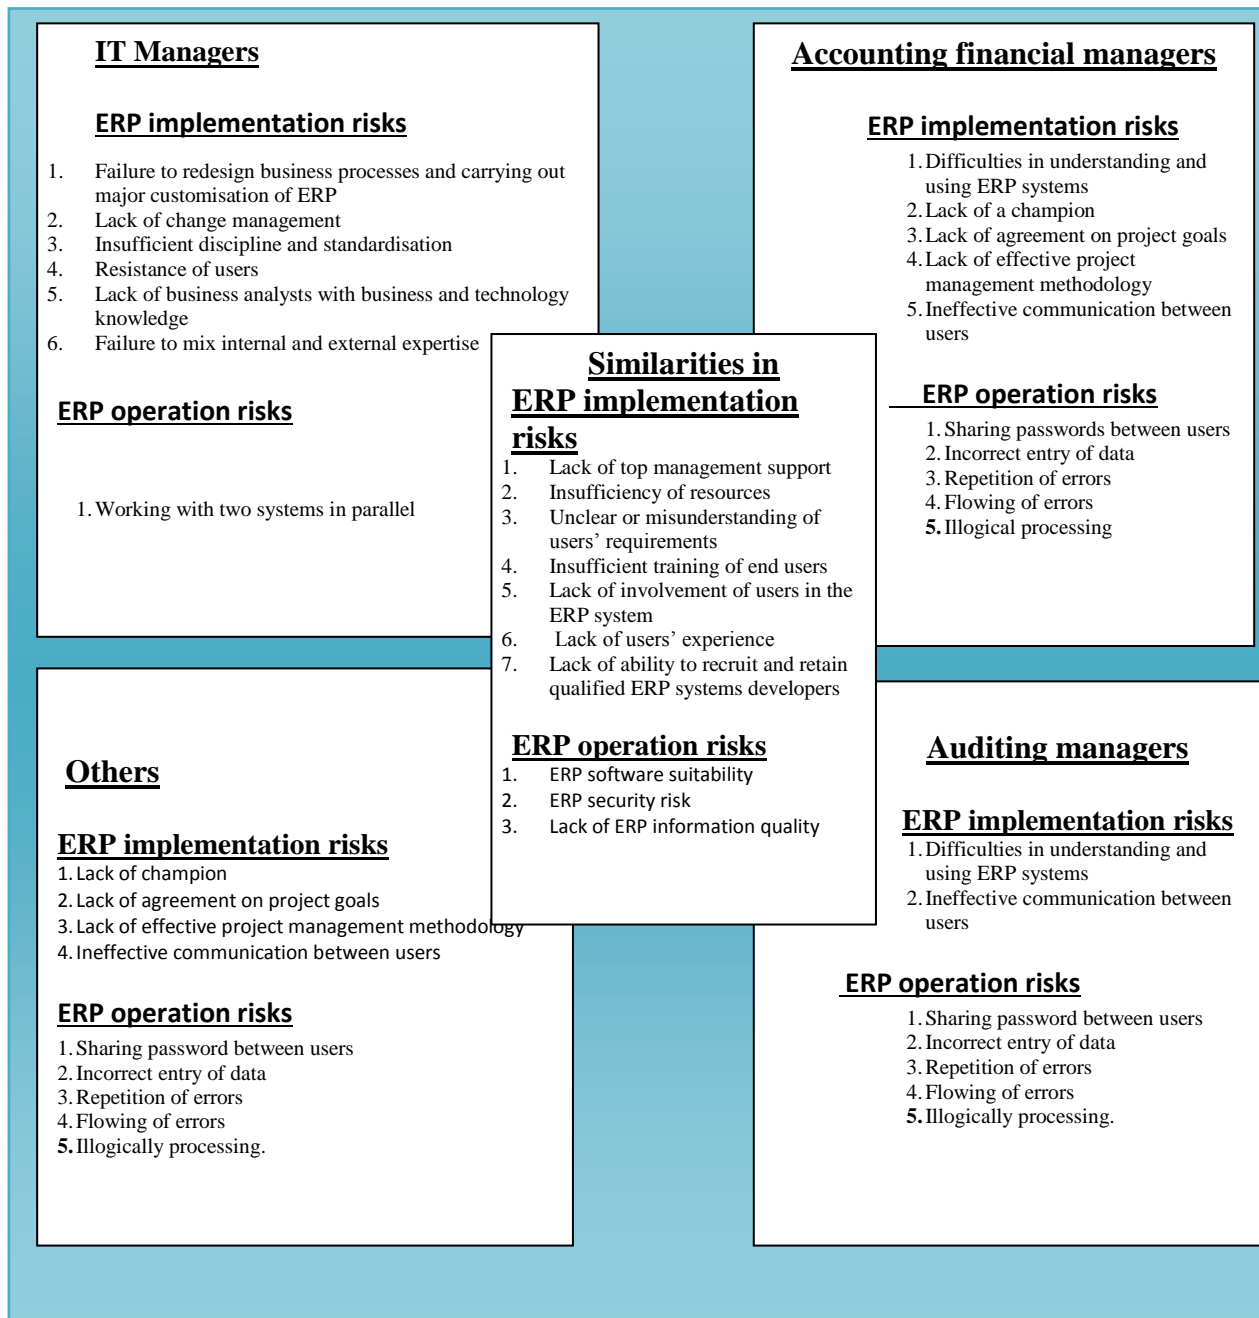 IT Managers
ERP implementation risks
1. Failure to redesign business processes and carrying out
major customisation of ERP
2. Lack of change management
3. Insufficient discipline and standardisation
4. Resistance of users
5. Lack of business analysts with business and technology
knowledge
6. Failure to mix internal and external expertise
ERP operation risks
1. Working with two systems in parallel
Accounting financial managers
ERP implementation risks
1. Difficulties in understanding and
using ERP systems
2. Lack of a champion
3. Lack of agreement on project goals
4. Lack of effective project
management methodology
5. Ineffective communication between
users
ERP operation risks
1. Sharing passwords between users
2. Incorrect entry of data
3. Repetition of errors
4. Flowing of errors
5. Illogical processing
Similarities in
ERP implementation
risks
1. Lack of top management support
2. Insufficiency of resources
3. Unclear or misunderstanding of
users’ requirements
4. Insufficient training of end users
5. Lack of involvement of users in the
ERP system
6. Lack of users’ experience
7. Lack of ability to recruit and retain
qualified ERP systems developers
ERP operation risks
1. ERP software suitability
2. ERP security risk
3. Lack of ERP information quality
Others
ERP implementation risks
1. Lack of champion
2. Lack of agreement on project goals
3. Lack of effective project management methodology
4. Ineffective communication between users
ERP operation risks
1. Sharing password between users
2. Incorrect entry of data
3. Repetition of errors
4. Flowing of errors
5. Illogically processing.
Auditing managers
ERP implementation risks
1. Difficulties in understanding and
using ERP systems
2. Ineffective communication between
users
ERP operation risks
1. Sharing password between users
2. Incorrect entry of data
3. Repetition of errors
4. Flowing of errors
5. Illogically processing.